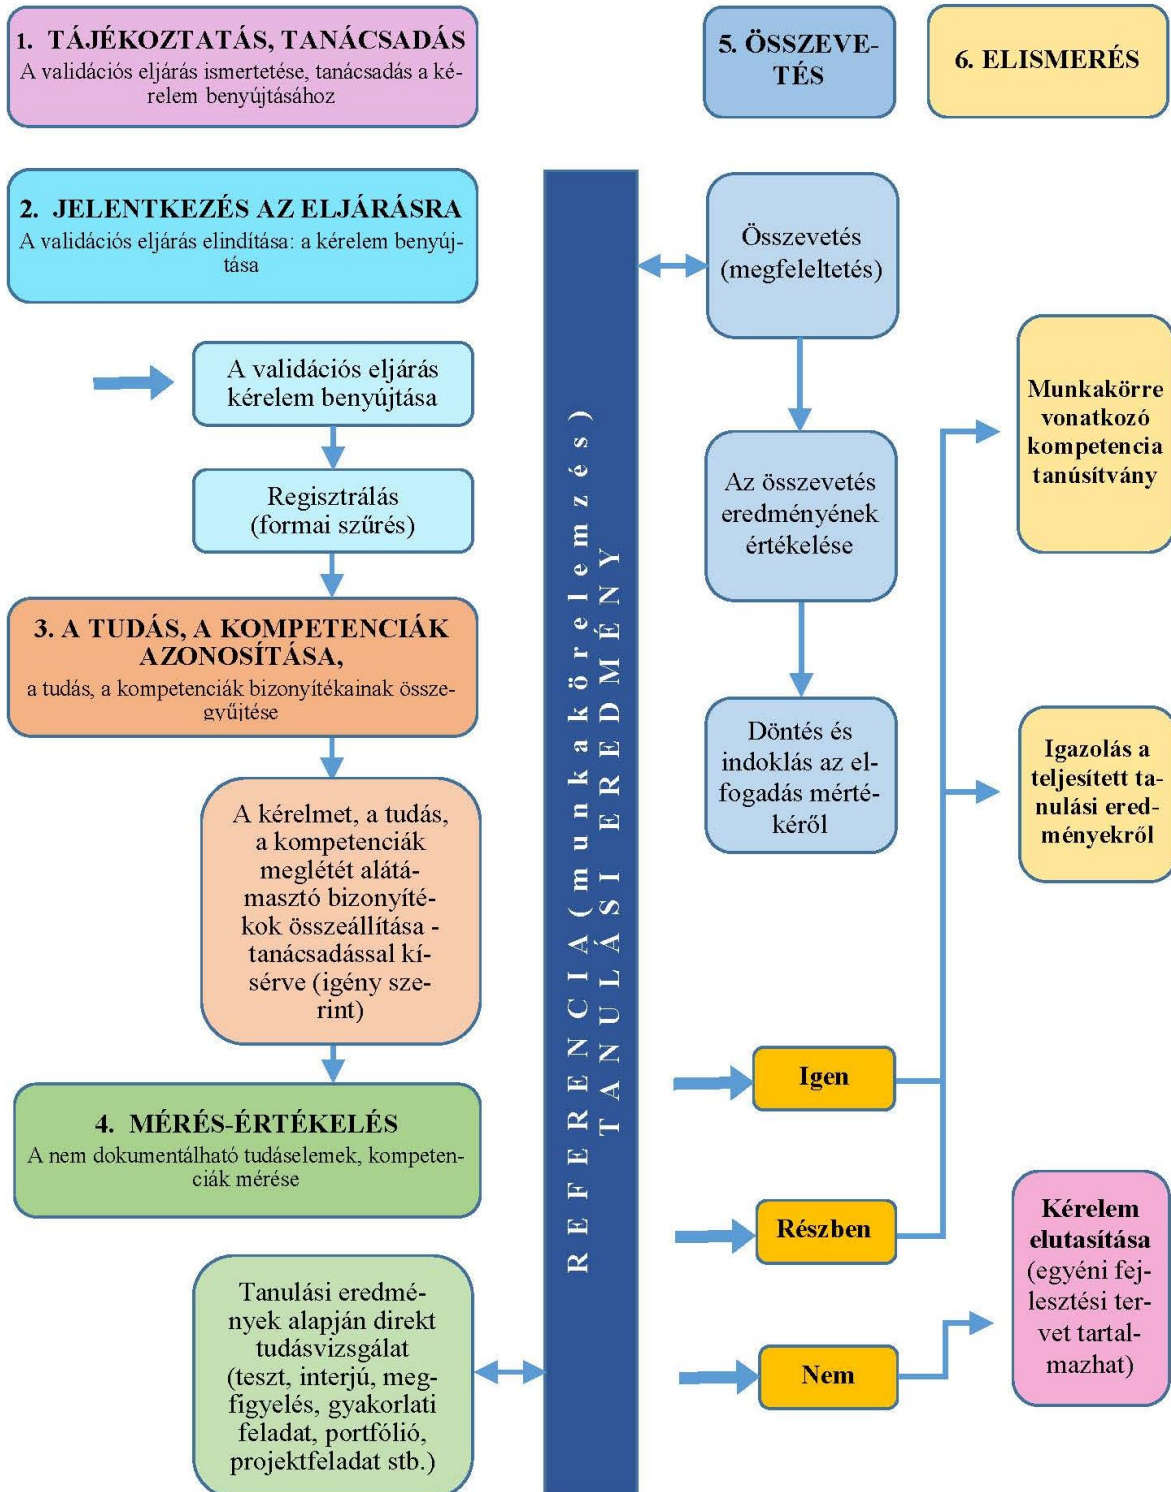 1. TÁJÉKOZTATÁS, TANÁCSADÁS
A validációs eljárás ismertetése, tanácsadás a ké-
relem benyújtásához
2. JELENTKEZÉS AZ ELJÁRÁSRA
A validációs eljárás elindítása: a kérelem benyúj-
tása
A validációs eljárás
kérelem benyújtása
Regisztrálás
(formai szűrés)
3. A TUDÁS, A KOMPETENCIÁK
AZONOSÍTÁSA,
a tudás, a kompetenciák bizonyítékainak össze-
gyűjtése
A kérelmet, a tudás,
a kompetenciák
meglétét alátá-
masztó bizonyíté-
kok összeállítása -
tanácsadással kí-
sérve (igény sze-
rint)
4. MÉRÉS-ÉRTÉKELÉS
A nem dokumentálható tudáselemek, kompeten-
ciák mérése
Tanulási eredmé-
nyek alapján direkt
tudásvizsgálat
(teszt, interjú, meg-
figyelés, gyakorlati
feladat, portfólió,
projektfeladat stb.)
REFERENCIA (munkakörelemzés)
TANULÁSI EREDMÉNY
5. ÖSSZEVE-
TÉS
Összevetés
(megfeleltetés)
Az összevetés
eredményének
értékelése
Döntés és
indoklás az el-
fogadás mérté-
kéről
Igen
Részben
Nem
6. ELISMERÉS
Munkakörre
vonatkozó
kompetencia
tanúsítvány
Igazolás a
teljesített ta-
nulási ered-
ményekről
Kérelem
elutasítása
(egyéni fej-
lesztési ter-
vet tartal-
mazhat)